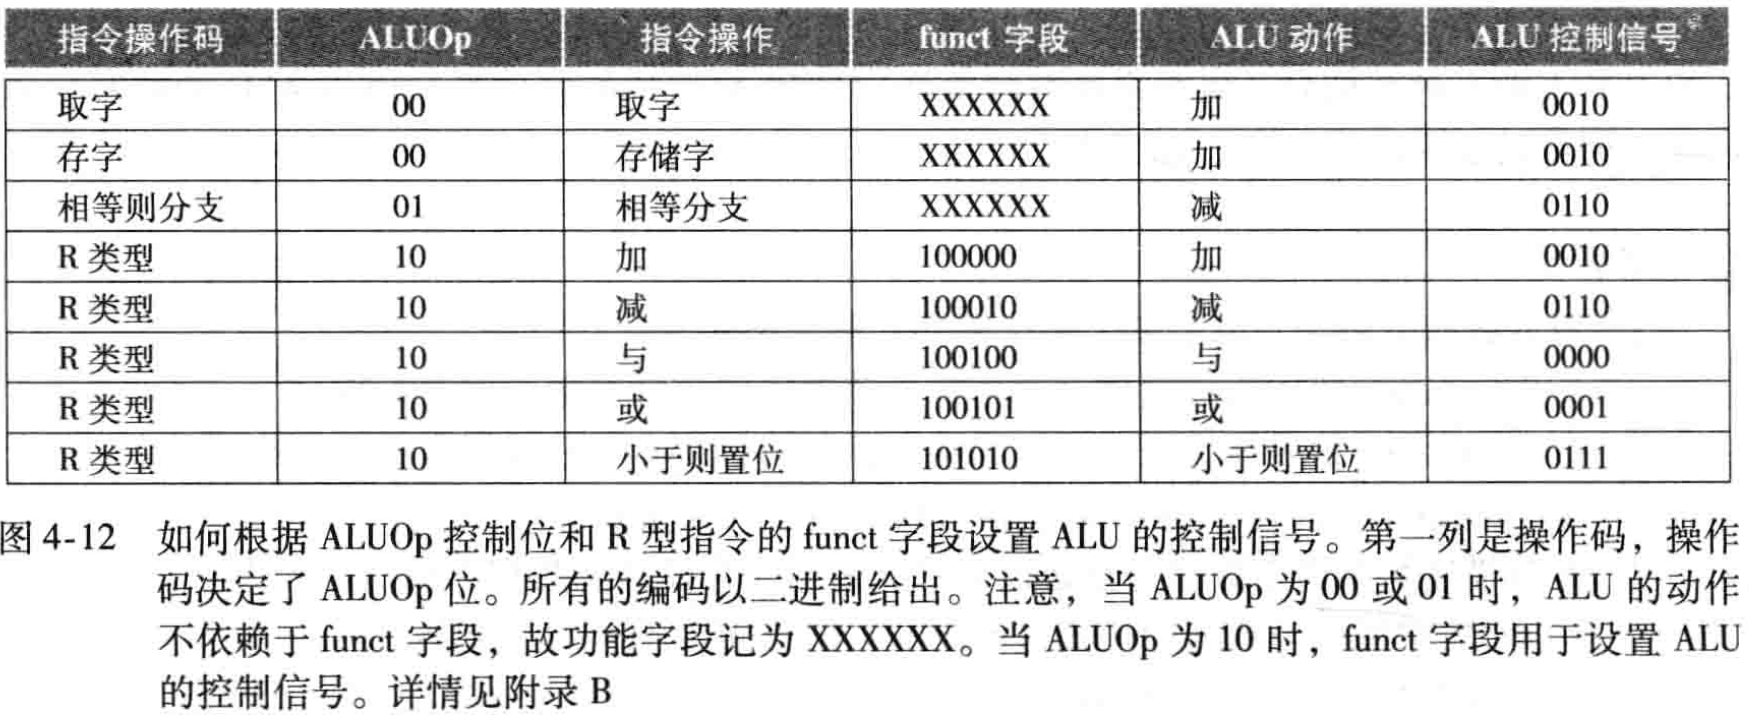 指令操作码 ALUOp 指令操作 funct 字段 ALU 动作 ALU 控制信号
取字 00 取字 XXXXXX 加 0010
存字 00 存储字 XXXXXX 加 0010
相等则分支 01 相等分支 XXXXXX 减 0110
R 类型 10 加 100000 加 0010
R 类型 10 减 100010 减 0110
R 类型 10 与 100100 与 0000
R 类型 10 或 100101 或 0001
R 类型 10 小于则置位 101010 小于则置位 0111
图 4-12 如何根据 ALUOp 控制位和 R 型指令的 funct 字段设置 ALU 的控制信号。第一列是操作码，操作
码决定了 ALUOp 位。所有的编码以二进制给出。注意，当 ALUOp 为 00 或 01 时，ALU 的动作
不依赖于 funct 字段，故功能字段记为 XXXXXX。当 ALUOp 为 10 时，funct 字段用于设置 ALU
的控制信号。详情见附录 B